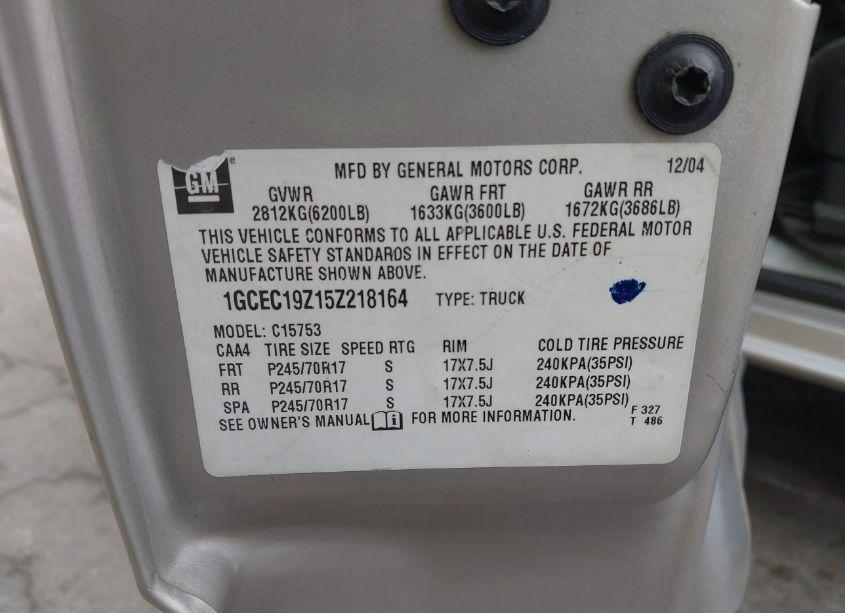 GM
MFD BY GENERAL MOTORS CORP. 12/04
GVWR GAWR FRT GAWR RR
2812KG(6200LB) 1633KG(3600LB) 1672KG(3686LB)
THIS VEHICLE CONFORMS TO ALL APPLICABLE U.S. FEDERAL MOTOR
VEHICLE SAFETY STANDARDS IN EFFECT ON THE DATE OF
MANUFACTURE SHOWN ABOVE.
1GCEC19Z15Z218164 TYPE: TRUCK
MODEL: C15753
CAA4 TIRE SIZE SPEED RTG RIM COLD TIRE PRESSURE
FRT P245/70R17 S 17X7.5J 240KPA(35PSI)
RR P245/70R17 S 17X7.5J 240KPA(35PSI)
SPA P245/70R17 S 17X7.5J 240KPA(35PSI)
SEE OWNER'S MANUAL i FOR MORE INFORMATION.
F 327
T 486